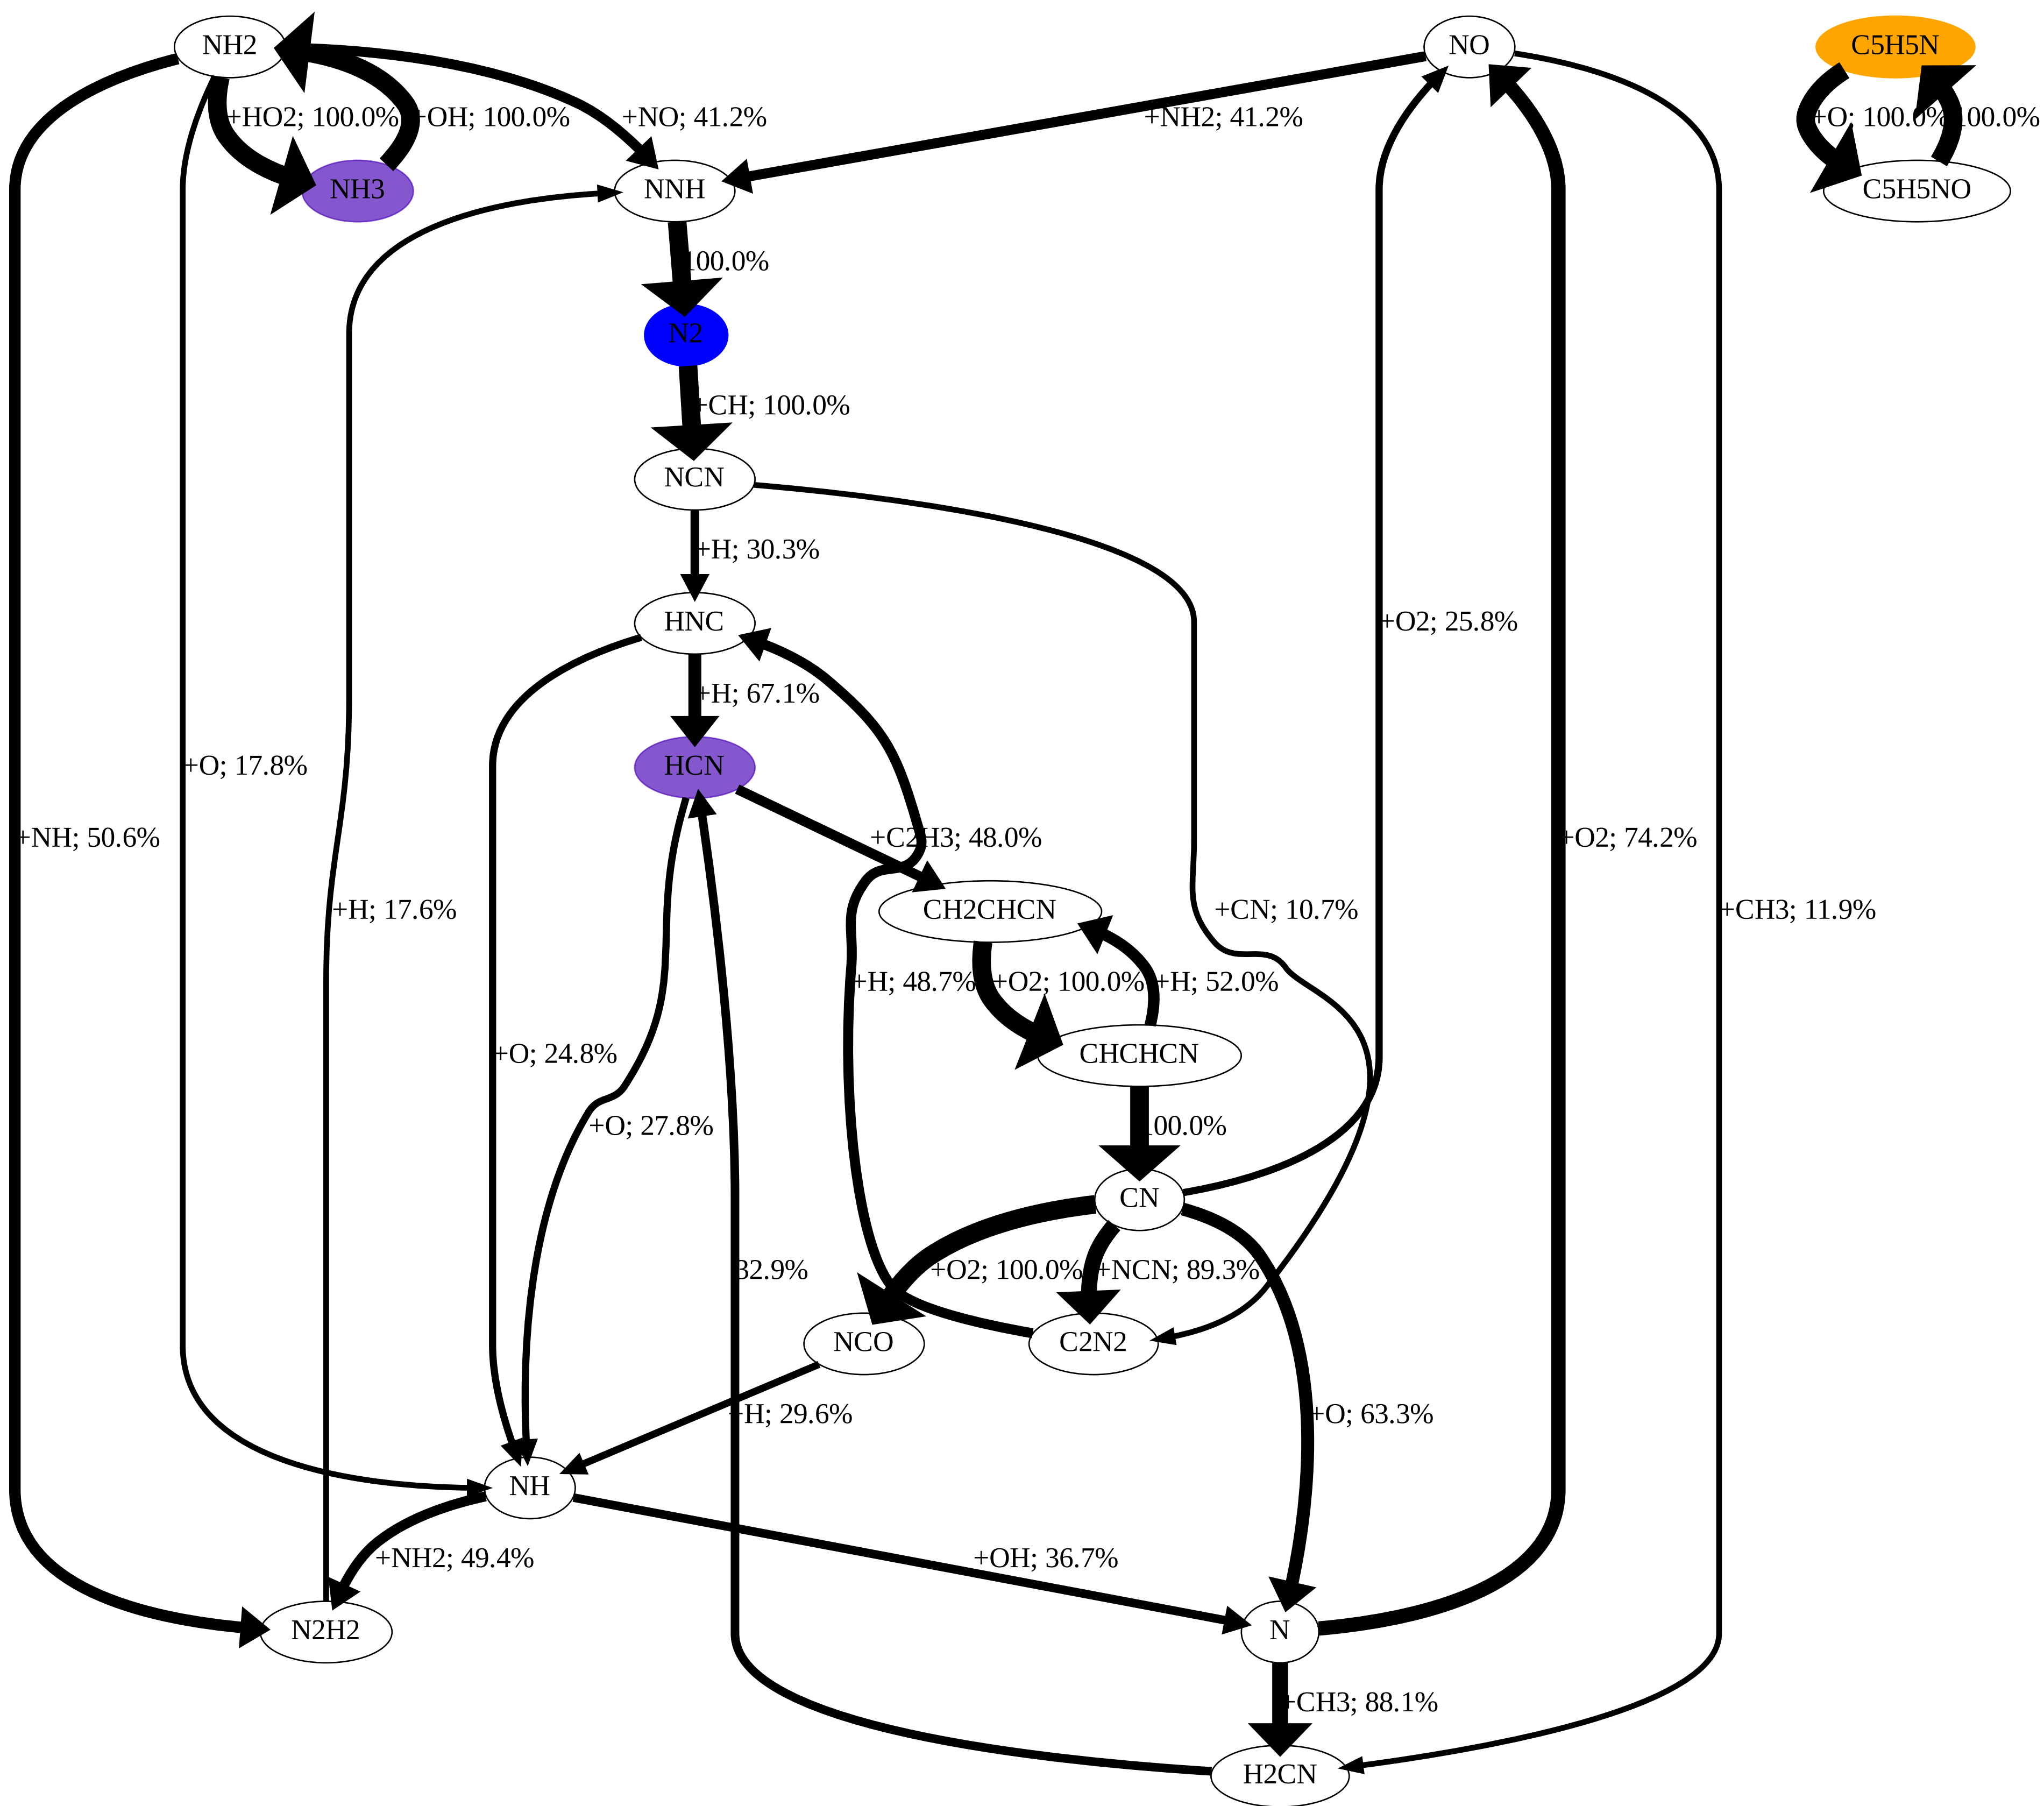 NH2
NO
C5H5N
+HO2; 100.0%
+OH; 100.0%
+NO; 41.2%
+NH2; 41.2%
+O; 100.0%
100.0%
NH3
NNH
C5H5NO
100.0%
N2
+CH; 100.0%
NCN
+H; 30.3%
HNC
+O2; 25.8%
+H; 67.1%
+O; 17.8%
HCN
+NH; 50.6%
+C2H3; 48.0%
+O2; 74.2%
+H; 17.6%
CH2CHCN
+CN; 10.7%
+CH3; 11.9%
+H; 48.7%
+O2; 100.0%
+H; 52.0%
+O; 24.8%
CHCHCN
+O; 27.8%
100.0%
CN
32.9%
+O2; 100.0%
+NCN; 89.3%
NCO
C2N2
+H; 29.6%
+O; 63.3%
NH
+NH2; 49.4%
+OH; 36.7%
N2H2
N
+CH3; 88.1%
H2CN